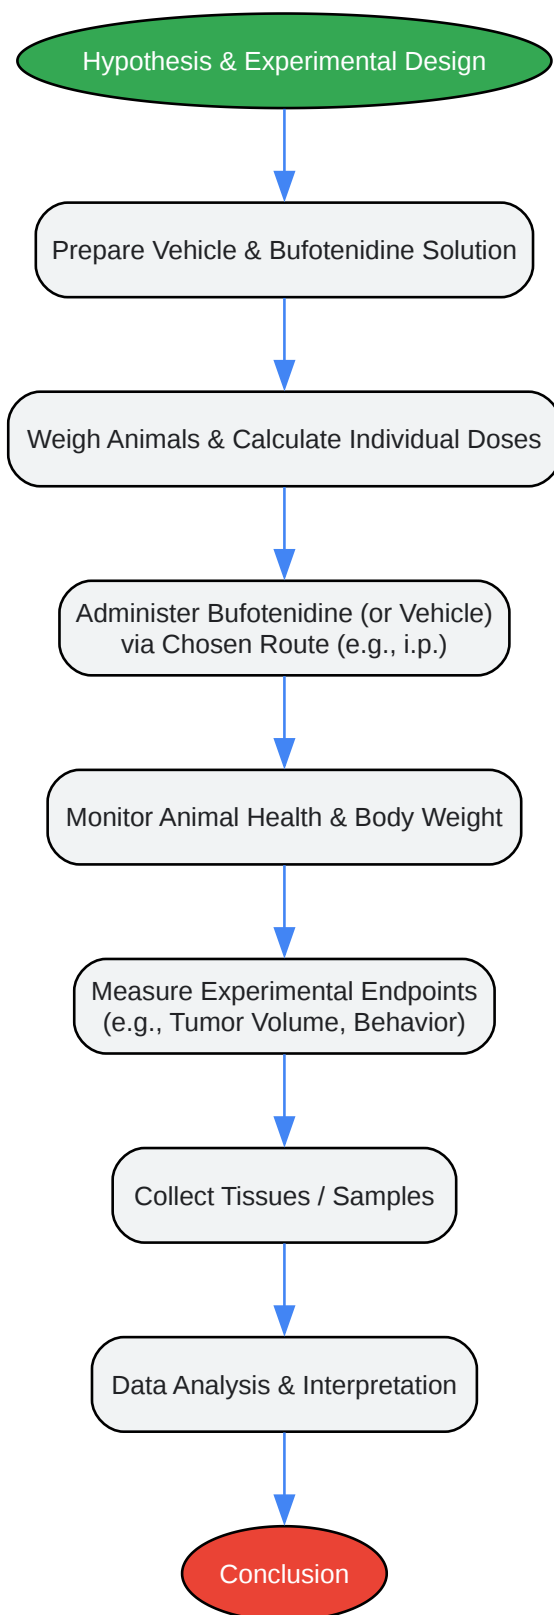 Hypothesis & Experimental Design
Prepare Vehicle & Bufotenidine Solution
Weigh Animals & Calculate Individual Doses
Administer Bufotenidine (or Vehicle)
via Chosen Route (e.g., i.p.)
Monitor Animal Health & Body Weight
Measure Experimental Endpoints
(e.g., Tumor Volume, Behavior)
Collect Tissues / Samples
Data Analysis & Interpretation
Conclusion